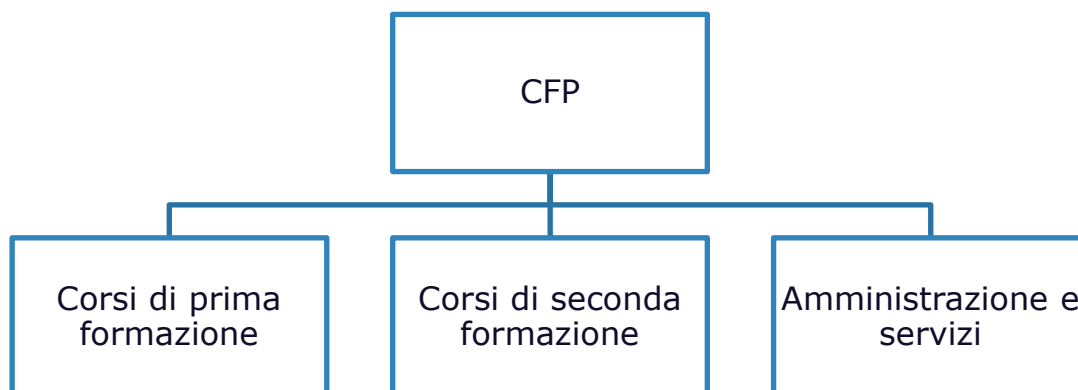 CFP
Corsi di prima
formazione
Corsi di seconda
formazione
Amministrazione e
servizi